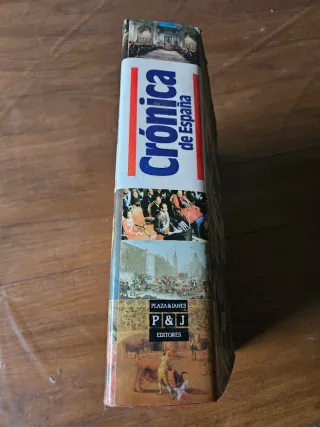 Crónica
de España
PLAZA & JANES
P & J
EDITORES